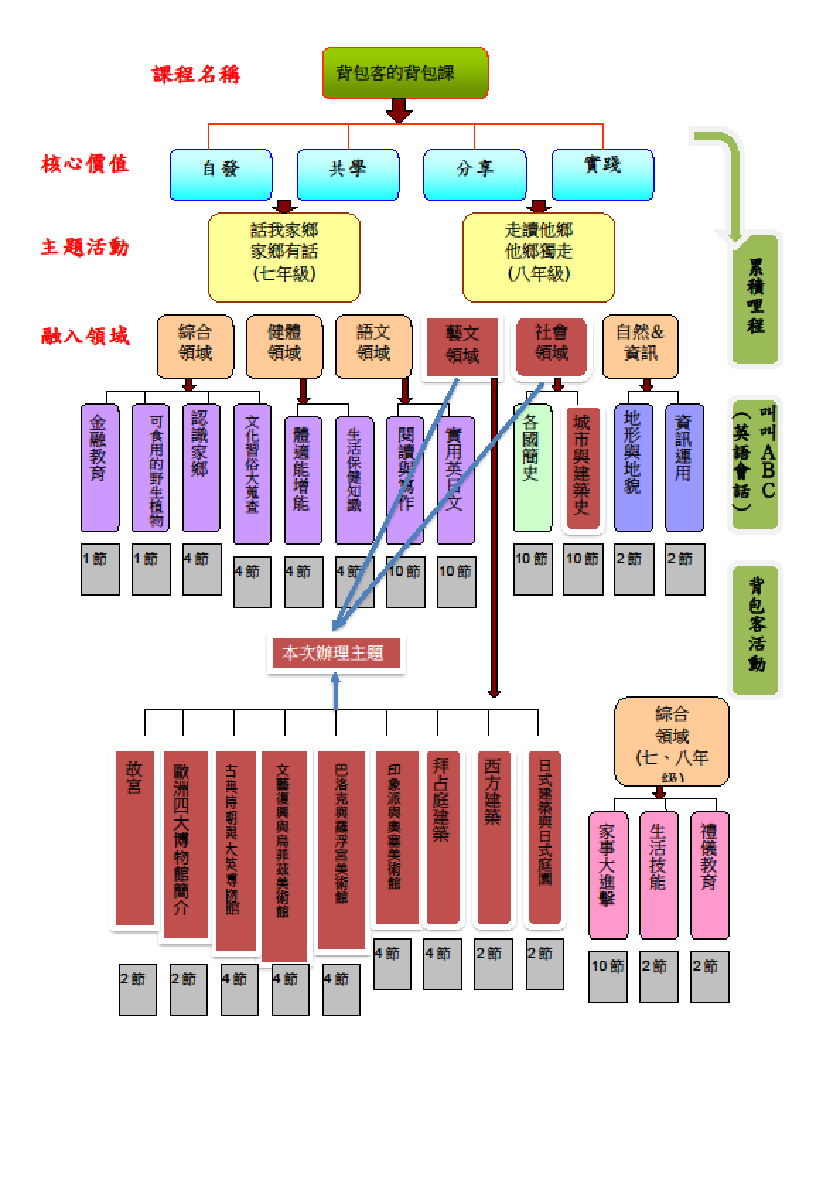 課程名稱
背包客的背包課
核心價值
自發
共學
分享
實踐
主題活動
話我家鄉
家鄉有話
(七年級)
走讀他鄉
他鄉獨走
(八年級)
累積哩程
融入領域
綜合
領域
健體
領域
語文
領域
藝文
領域
社會
領域
自然&
資訊
金融教育
可食用的野生植物
認識家鄉
文化習俗大蒐查
體適能增能
生活保健知識
閱讀與寫作
實用英日文
各國簡史
城市與建築史
地形與地貌
資訊運用
叫叫ABC
(英語會話)
1 節
1 節
4 節
4 節
4 節
4 節
10 節
10 節
10 節
10 節
2 節
2 節
背包客活動
本次辦理主題
綜合
領域
(七、八年
級)
故宮
歐洲四大博物館簡介
古典時期與大英博物館
文藝復興與烏菲茲美術館
巴洛克與羅浮宮美術館
印象派與奧塞美術館
拜占庭建築
西方建築
日式建築與日式庭園
家事大進擊
生活技能
禮儀教育
2 節
2 節
4 節
4 節
4 節
4 節
4 節
2 節
2 節
10 節
2 節
2 節